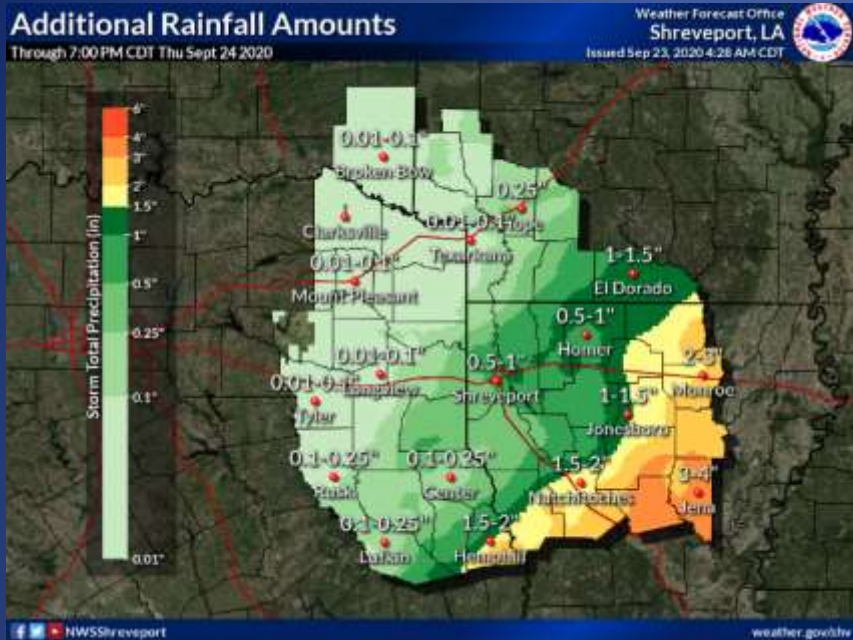 Additional Rainfall Amounts
Through 7:00 PM CDT Thu Sept 24 2020
Weather Forecast Office
Shreveport, LA
Issued Sep 23, 2020 4:28 AM CDT
Storm Total Precipitation (in)
6"
4"
3"
2"
1.5"
1"
0.5"
0.25"
0.1"
0.01"
0.01-0.1"
Broken Bow
Clarksville
0.25"
Hope
0.01-0.1"
Texarkana
0.01-0.1"
Mount Pleasant
1-1.5"
El Dorado
0.5-1"
Homer
0.01-0.1"
Longview
0.5-1"
Shreveport
2-3"
Monroe
0.01-0.1"
Tyler
1-1.5"
Jonesboro
0.1-0.25"
Rusk
0.1-0.25"
Center
1.5-2"
Natchitoches
3-4"
Jena
0.1-0.25"
Lufkin
1.5-2"
Hemphill
NWSShreveport
weather.gov/shv